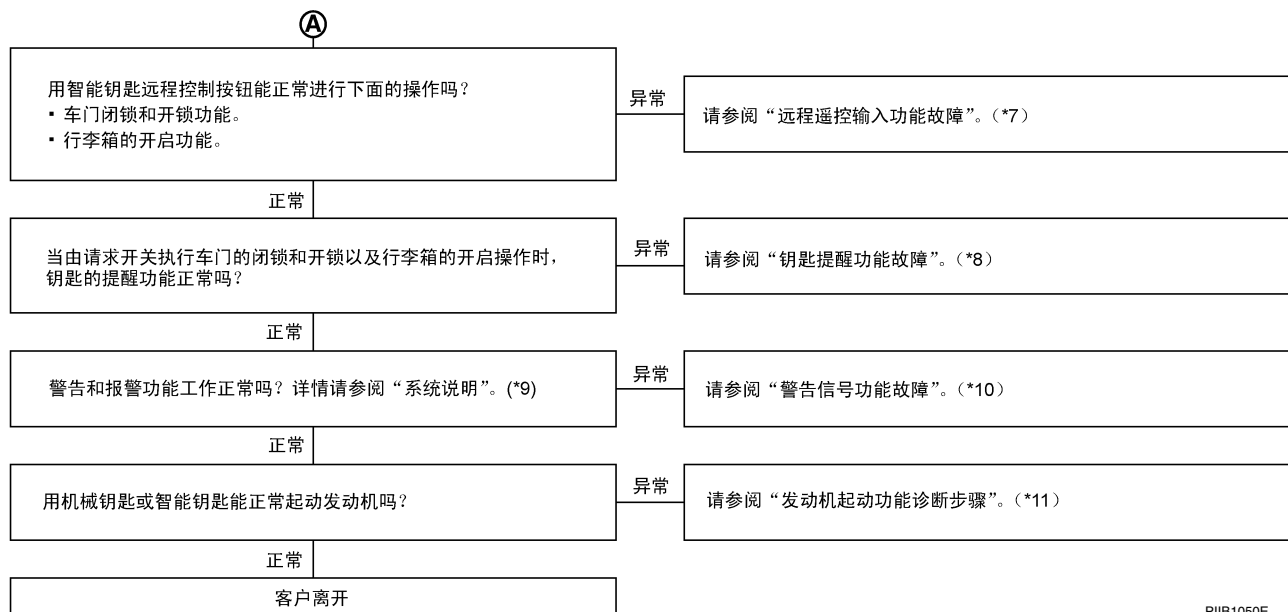 A
用智能钥匙远程控制按钮能正常进行下面的操作吗？
▪ 车门闭锁和开锁功能。
▪ 行李箱的开启功能。
异常
请参阅“远程遥控输入功能故障”。（*7）
正常
当由请求开关执行车门的闭锁和开锁以及行李箱的开启操作时，
钥匙的提醒功能正常吗？
异常
请参阅“钥匙提醒功能故障”。（*8）
正常
警告和报警功能工作正常吗？详情请参阅“系统说明”。(*9)
异常
请参阅“警告信号功能故障”。（*10）
正常
用机械钥匙或智能钥匙能正常起动发动机吗？
异常
请参阅“发动机起动功能诊断步骤”。（*11）
正常
客户离开
PIIB1050E